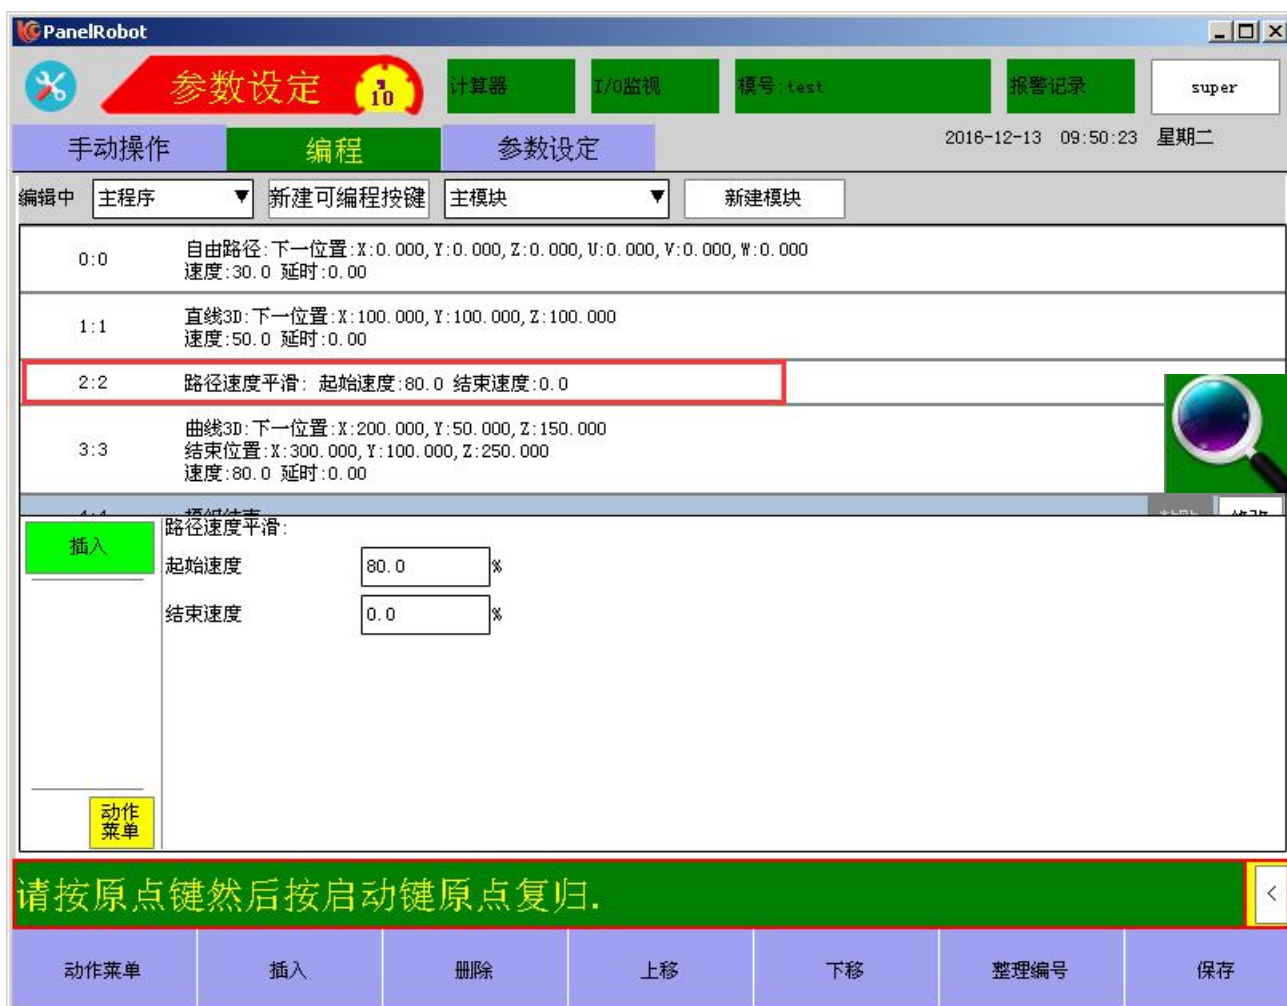 PanelRobot
参数设定 10 计算器 I/O监视 模号:test 报警记录 super
手动操作 编程 参数设定 2016-12-13 09:50:23 星期二
编辑中 主程序 新建可编程按键 主模块 新建模块
0:0 自由路径:下一位置:X:0.000,Y:0.000,Z:0.000,U:0.000,V:0.000,W:0.000
速度:30.0 延时:0.00
1:1 直线3D:下一位置:X:100.000,Y:100.000,Z:100.000
速度:50.0 延时:0.00
2:2 路径速度平滑: 起始速度:80.0 结束速度:0.0
3:3 曲线3D:下一位置:X:200.000,Y:50.000,Z:150.000
结束位置:X:300.000,Y:100.000,Z:250.000
速度:80.0 延时:0.00
插入 路径速度平滑:
起始速度 80.0 %
结束速度 0.0 %
动作
菜单
请按原点键然后按启动键原点复归. <
动作菜单 插入 删除 上移 下移 整理编号 保存